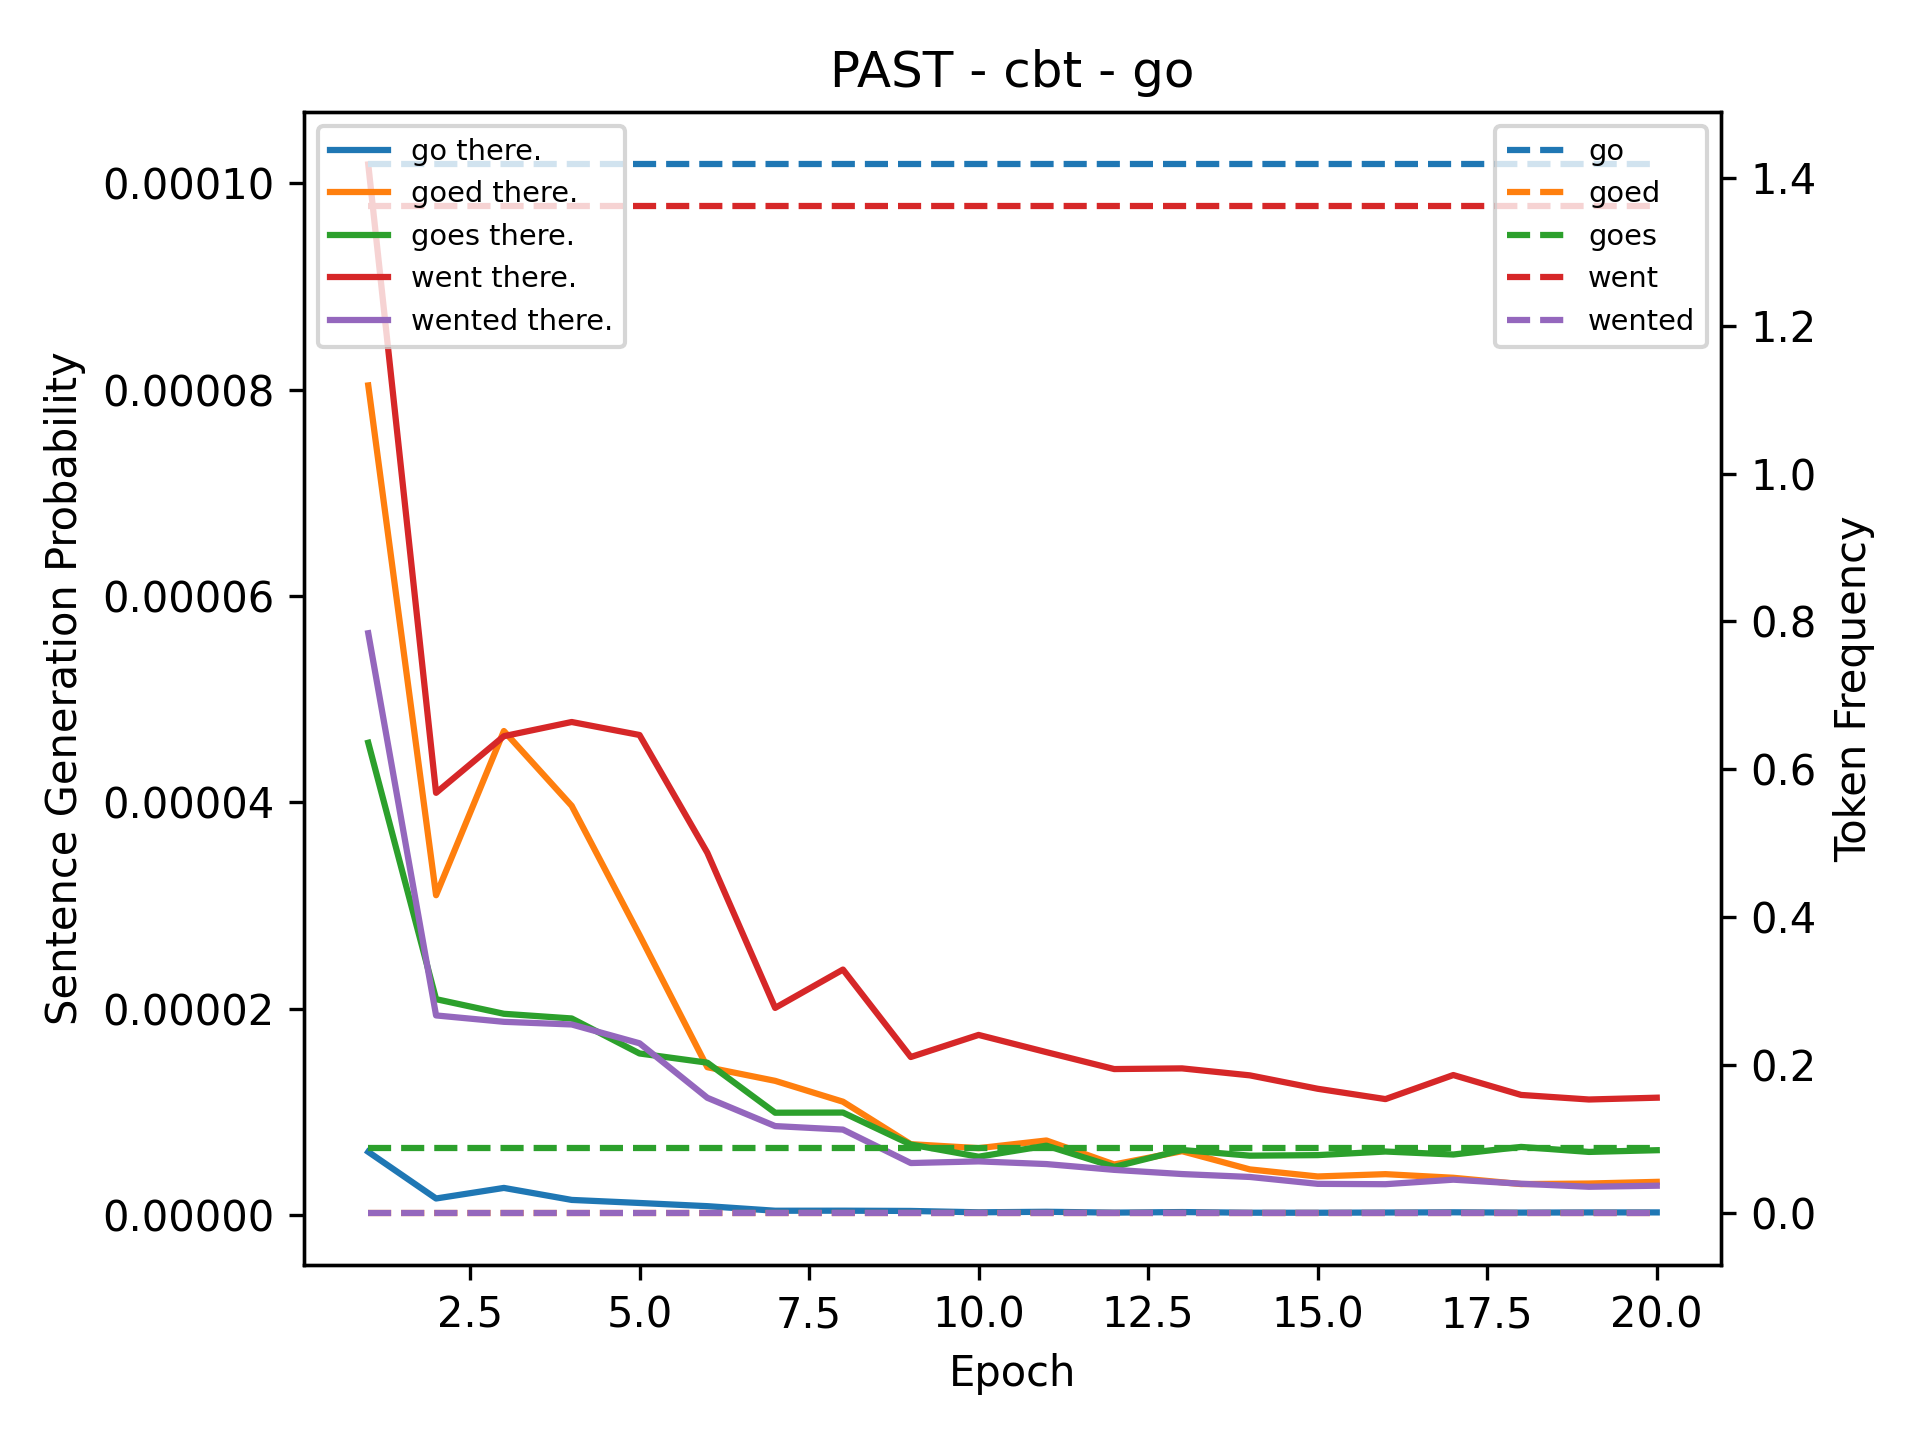 PAST - cbt - go
go there.
goed there.
goes there.
went there.
wented there.
go
goed
goes
went
wented
0.00010
0.00008
0.00006
0.00004
0.00002
0.00000
Sentence Generation Probability
1.4
1.2
1.0
0.8
0.6
0.4
0.2
0.0
Token Frequency
2.5 5.0 7.5 10.0 12.5 15.0 17.5 20.0
Epoch